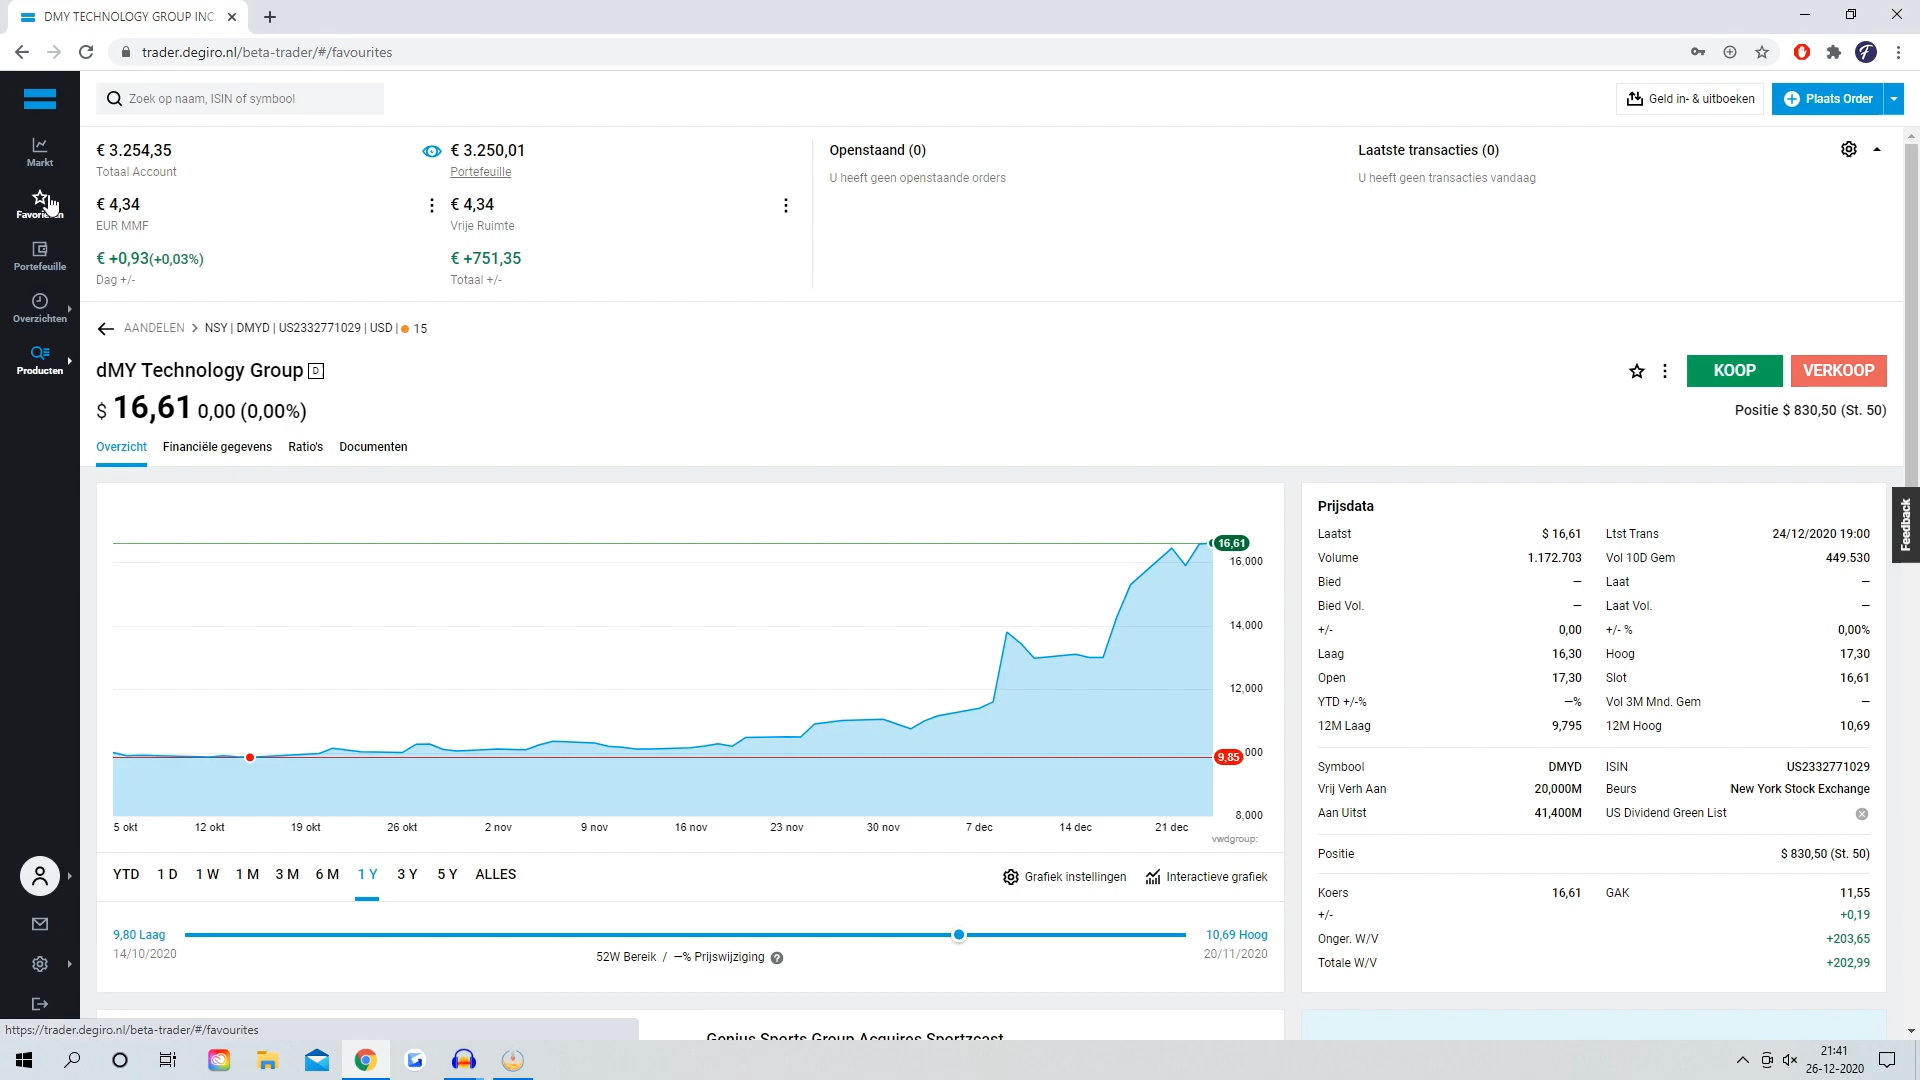 DMY TECHNOLOGY GROUP INC.
trader.degiro.nl/beta-trader/#/favourites
Zoek op naam, ISIN of symbool
Geld in- & uitboeken
Plaats Order
Markt
Favorieten
Portefeuille
Overzichten
Producten
€ 3.254,35
Totaal Account
€ 3.250,01
Portefeuille
€ 4,34
EUR MMF
€ 4,34
Vrije Ruimte
€ +0,93(+0,03%)
Dag +/-
€ +751,35
Totaal +/-
Openstaand (0)
U heeft geen openstaande orders
Laatste transacties (0)
U heeft geen transacties vandaag
AANDELEN > NSY | DMYD | US2332771029 | USD | 15
dMY Technology Group D
$ 16,61 0,00 (0,00%)
KOOP
VERKOOP
Positie $ 830,50 (St. 50)
Overzicht Financiële gegevens Ratio's Documenten
16,61
16,000
14,000
12,000
9,85
000
8,000
5 okt 12 okt 19 okt 26 okt 2 nov 9 nov 16 nov 23 nov 30 nov 7 dec 14 dec 21 dec
vwdgroup:
YTD 1 D 1 W 1 M 3 M 6 M 1 Y 3 Y 5 Y ALLES
Grafiek instellingen
Interactieve grafiek
9,80 Laag
14/10/2020
52W Bereik / —% Prijswijziging ?
10,69 Hoog
20/11/2020
Prijsdata
Laatst $ 16,61 Ltst Trans 24/12/2020 19:00
Volume 1.172.703 Vol 10D Gem 449.530
Bied — Laat —
Bied Vol. — Laat Vol. —
+/- 0,00 +/- % 0,00%
Laag 16,30 Hoog 17,30
Open 17,30 Slot 16,61
YTD +/-% —% Vol 3M Mnd. Gem —
12M Laag 9,795 12M Hoog 10,69
Symbool DMYD ISIN US2332771029
Vrij Verh Aan 20,000M Beurs New York Stock Exchange
Aan Uitst 41,400M US Dividend Green List
Positie $ 830,50 (St. 50)
Koers 16,61 GAK 11,55
+/- +0,19
Onger. W/V +203,65
Totale W/V +202,99
Feedback
Genius Sports Group Acquires Sportzcast
https://trader.degiro.nl/beta-trader/#/favourites
21:41
26-12-2020